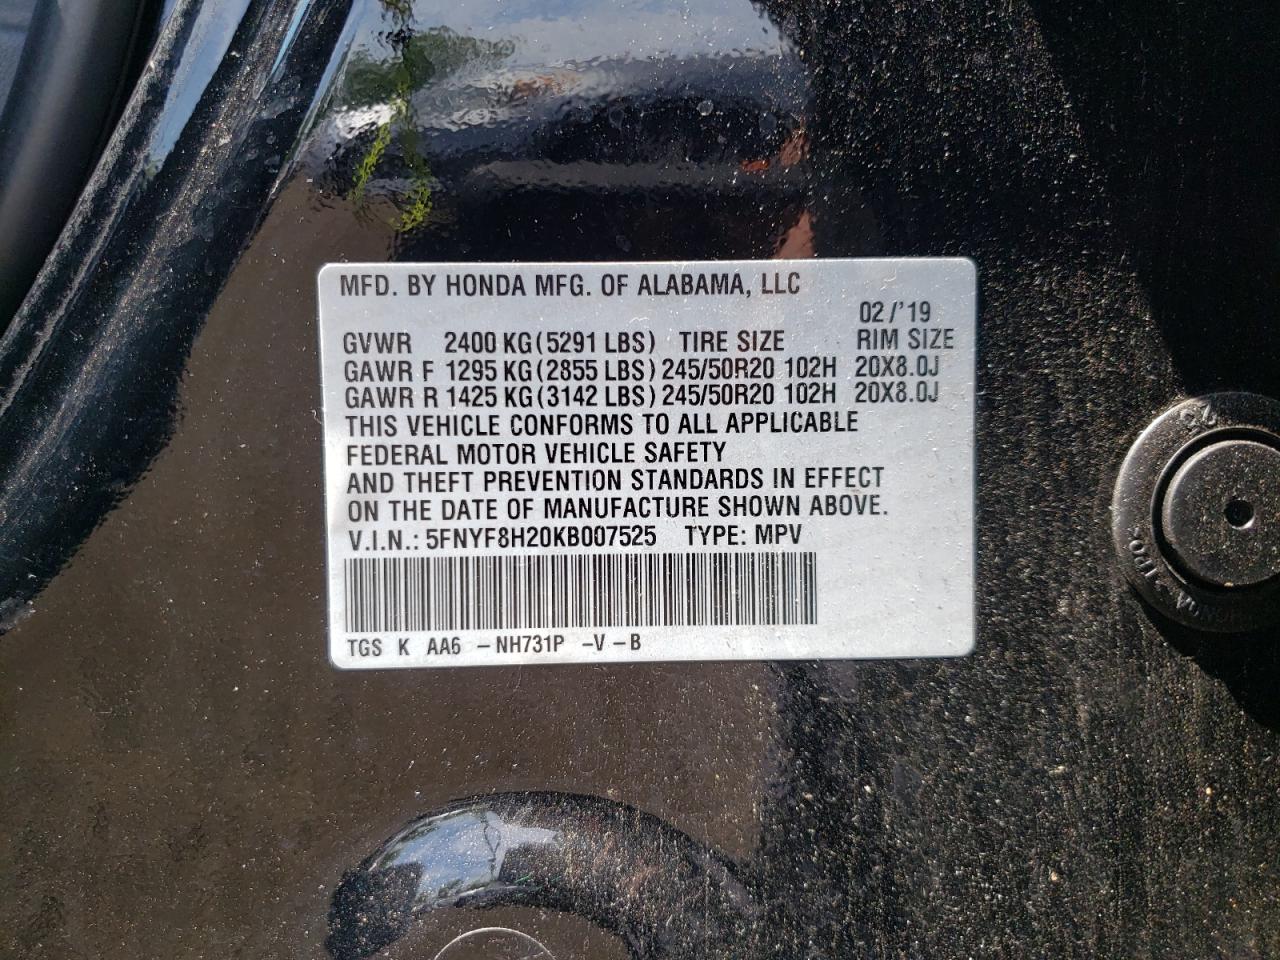 MFD. BY HONDA MFG. OF ALABAMA, LLC
02 / '19
GVWR 2400 KG (5291 LBS) TIRE SIZE RIM SIZE
GAWR F 1295 KG (2855 LBS) 245/50R20 102H 20X8.0J
GAWR R 1425 KG (3142 LBS) 245/50R20 102H 20X8.0J
THIS VEHICLE CONFORMS TO ALL APPLICABLE
FEDERAL MOTOR VEHICLE SAFETY
AND THEFT PREVENTION STANDARDS IN EFFECT
ON THE DATE OF MANUFACTURE SHOWN ABOVE.
V.I.N.: 5FNYF8H20KB007525 TYPE: MPV
TGS K AA6 – NH731P –V – B